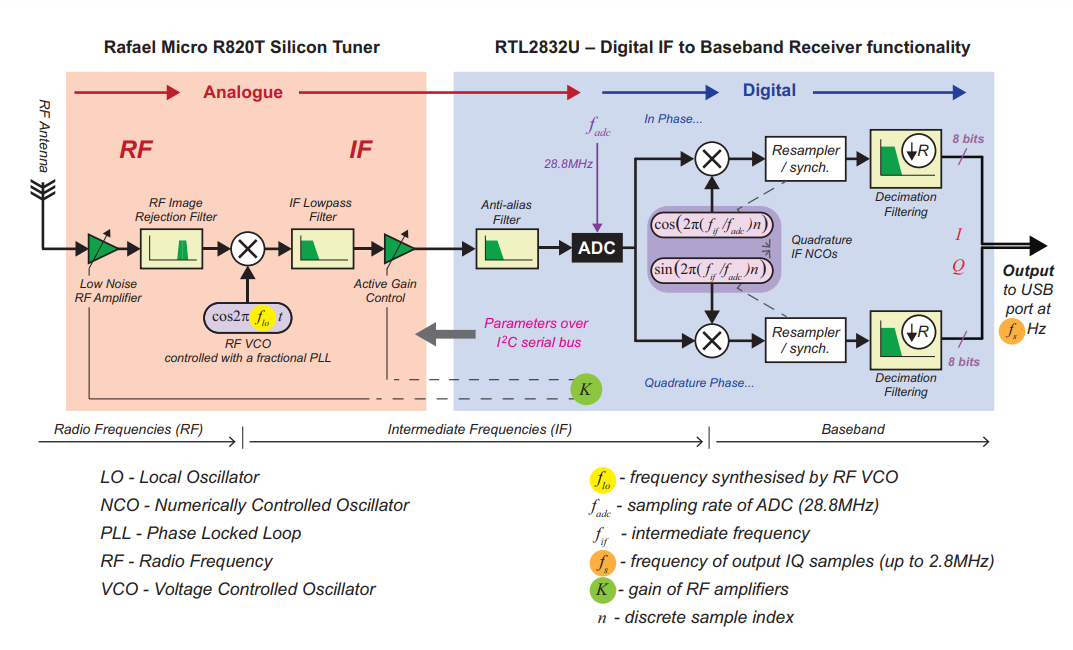 Rafael Micro R820T Silicon Tuner
RTL2832U – Digital IF to Baseband Receiver functionality
Analogue
Digital
RF Antenna
RF
IF
f_adc
28.8MHz
In Phase...
8 bits
Resampler
/ synch.
R
Decimation
Filtering
RF Image
Rejection Filter
IF Lowpass
Filter
Anti-alias
Filter
ADC
cos(2π(f_if/f_adc)n)
sin(2π(f_if/f_adc)n)
Quadrature
IF NCOs
I
Q
Low Noise
RF Amplifier
Active Gain
Control
cos2π f_lo t
RF VCO
controlled with a fractional PLL
Parameters over
I²C serial bus
K
Output
to USB
port at
f_s Hz
Resampler
/ synch.
R
8 bits
Decimation
Filtering
Quadrature Phase...
Radio Frequencies (RF)
Intermediate Frequencies (IF)
Baseband
LO - Local Oscillator
NCO - Numerically Controlled Oscillator
PLL - Phase Locked Loop
RF - Radio Frequency
VCO - Voltage Controlled Oscillator
f_lo - frequency synthesised by RF VCO
f_adc - sampling rate of ADC (28.8MHz)
f_if - intermediate frequency
f_s - frequency of output IQ samples (up to 2.8MHz)
K - gain of RF amplifiers
n - discrete sample index